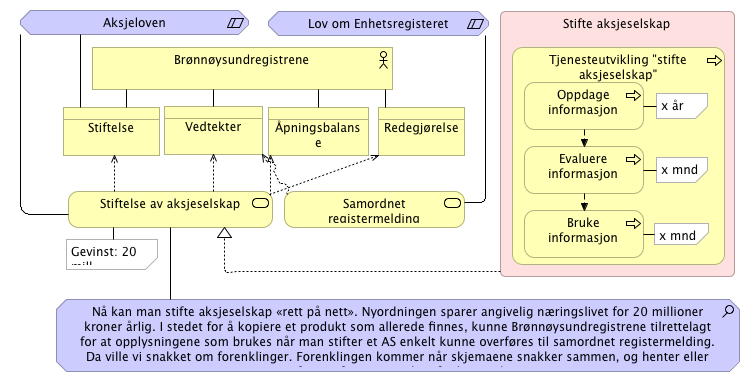 Aksjeloven
Lov om Enhetsregisteret
Stifte aksjeselskap
Brønnøysundregistrene
Tjenesteutvikling "stifte
aksjeselskap"
Oppdage
informasjon
x år
Stiftelse
Vedtekter
Åpningsbalans
e
Redegjørelse
Evaluere
informasjon
x mnd
Stiftelse av aksjeselskap
Samordnet
registermelding
Bruke
informasjon
x mnd
Gevinst: 20
mill
Nå kan man stifte aksjeselskap «rett på nett». Nyordningen sparer angivelig næringslivet for 20 millioner
kroner årlig. I stedet for å kopiere et produkt som allerede finnes, kunne Brønnøysundregistrene tilrettelagt
for at opplysningene som brukes når man stifter et AS enkelt kunne overføres til samordnet registermelding.
Da ville vi snakket om forenklinger. Forenklingen kommer når skjemaene snakker sammen, og henter eller